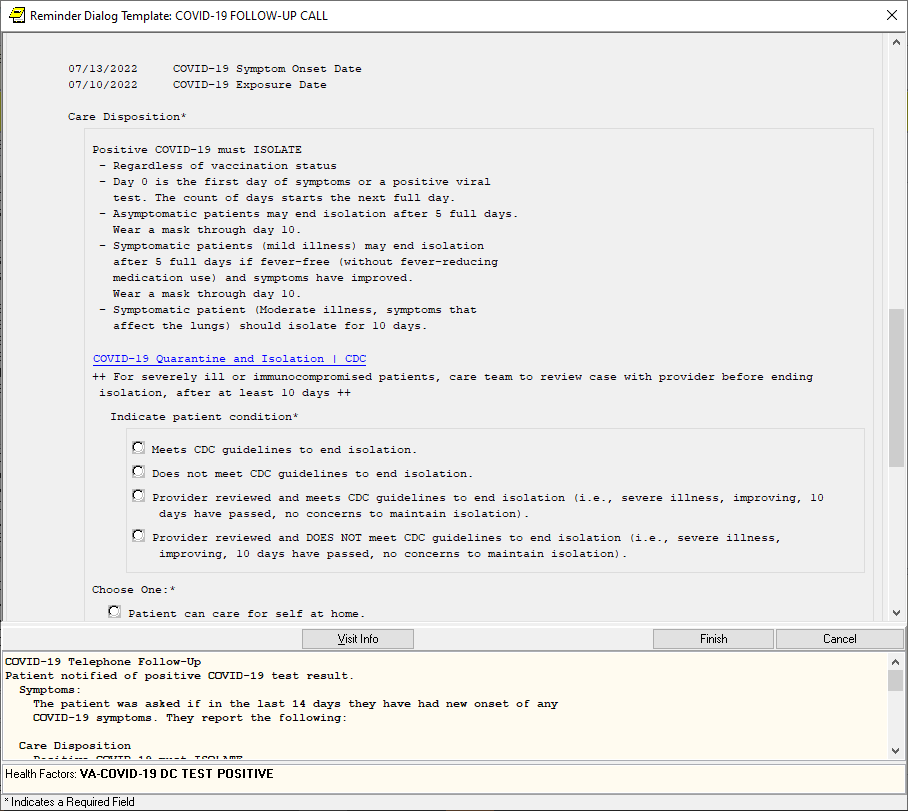 Reminder Dialog Template: COVID-19 FOLLOW-UP CALL
07/13/2022 COVID-19 Symptom Onset Date
07/10/2022 COVID-19 Exposure Date
Care Disposition*
Positive COVID-19 must ISOLATE
- Regardless of vaccination status
- Day 0 is the first day of symptoms or a positive viral
test. The count of days starts the next full day.
- Asymptomatic patients may end isolation after 5 full days.
Wear a mask through day 10.
- Symptomatic patients (mild illness) may end isolation
after 5 full days if fever-free (without fever-reducing
medication use) and symptoms have improved.
Wear a mask through day 10.
- Symptomatic patient (Moderate illness, symptoms that
affect the lungs) should isolate for 10 days.
COVID-19 Quarantine and Isolation | CDC
++ For severely ill or immunocompromised patients, care team to review case with provider before ending
isolation, after at least 10 days ++
Indicate patient condition*
Meets CDC guidelines to end isolation.
Does not meet CDC guidelines to end isolation.
Provider reviewed and meets CDC guidelines to end isolation (i.e., severe illness, improving, 10
days have passed, no concerns to maintain isolation).
Provider reviewed and DOES NOT meet CDC guidelines to end isolation (i.e., severe illness,
improving, 10 days have passed, no concerns to maintain isolation).
Choose One:*
Patient can care for self at home.
Visit Info Finish Cancel
COVID-19 Telephone Follow-Up
Patient notified of positive COVID-19 test result.
Symptoms:
The patient was asked if in the last 14 days they have had new onset of any
COVID-19 symptoms. They report the following:
Care Disposition
Positive COVID-19 must ISOLATE
Health Factors: VA-COVID-19 DC TEST POSITIVE
* Indicates a Required Field